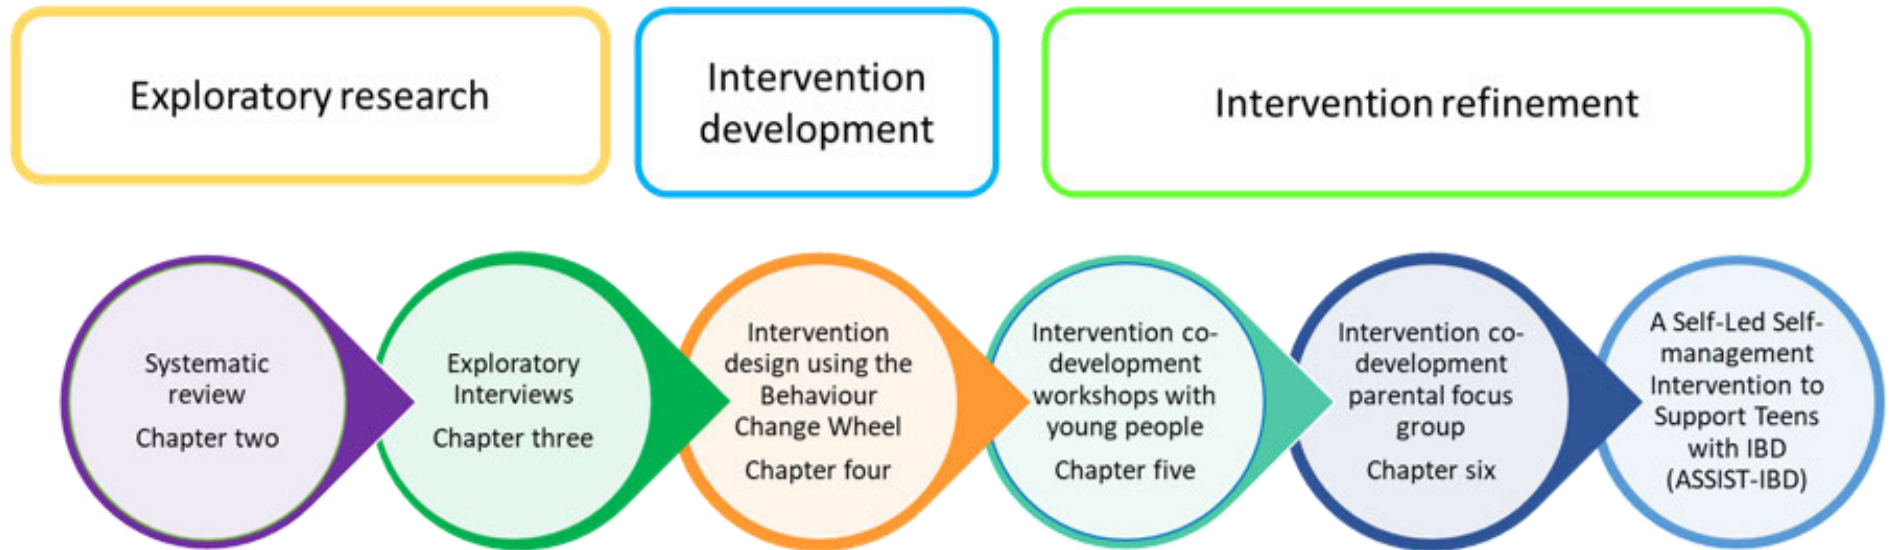 Exploratory research
Intervention
development
Intervention refinement
Systematic
review
Chapter two
Exploratory
Interviews
Chapter three
Intervention
design using the
Behaviour
Change Wheel
Chapter four
Intervention co-
development
workshops with
young people
Chapter five
Intervention co-
development
parental focus
group
Chapter six
A Self-Led Self-
management
Intervention to
Support Teens
with IBD
(ASSIST-IBD)